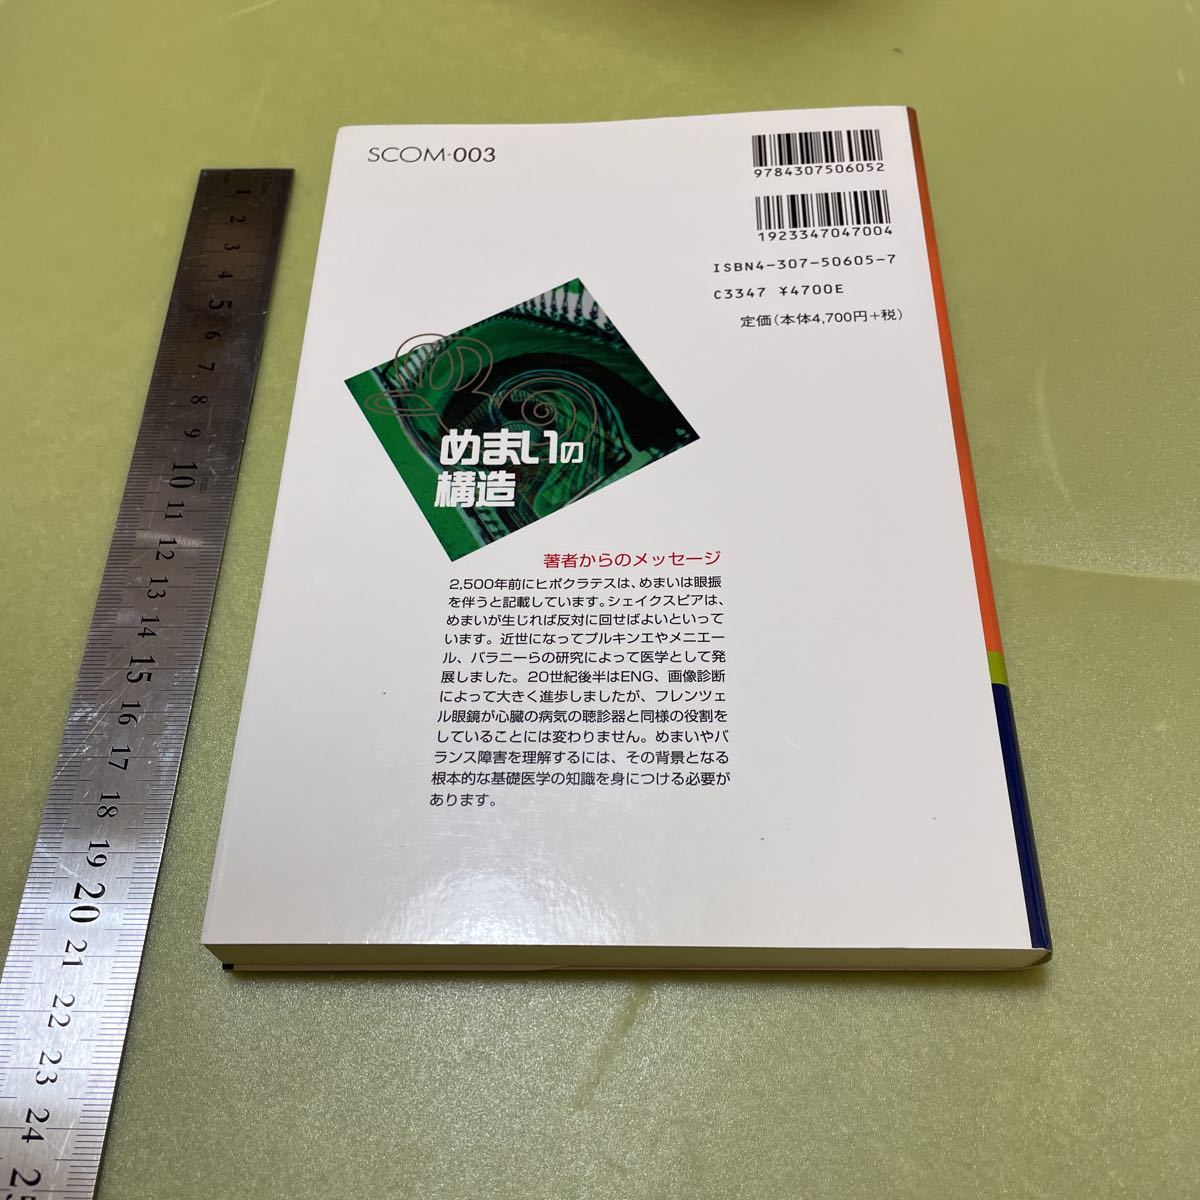 SCOM·003
9784307506052
1923347047004
ISBN4-307-50605-7
C3347 ¥4700E
定価(本体4,700円+税)
めまいの
構造
著者からのメッセージ
2,500年前にヒポクラテスは、めまいは眼振
を伴うと記載しています。シェイクスピアは、
めまいが生じれば反対に回せばよいといって
います。近世になってプルキンエやメニエー
ル、バラニーらの研究によって医学として発
展しました。20世紀後半はENG、画像診断
によって大きく進歩しましたが、フレンツェ
ル眼鏡が心臓の病気の聴診器と同様の役割を
していることには変わりません。めまいやバ
ランス障害を理解するには、その背景となる
根本的な基礎医学の知識を身につける必要が
あります。
1
2
3
4
5
6
7
8
9
10
11
12
13
14
15
16
17
18
19
20
21
22
23
24